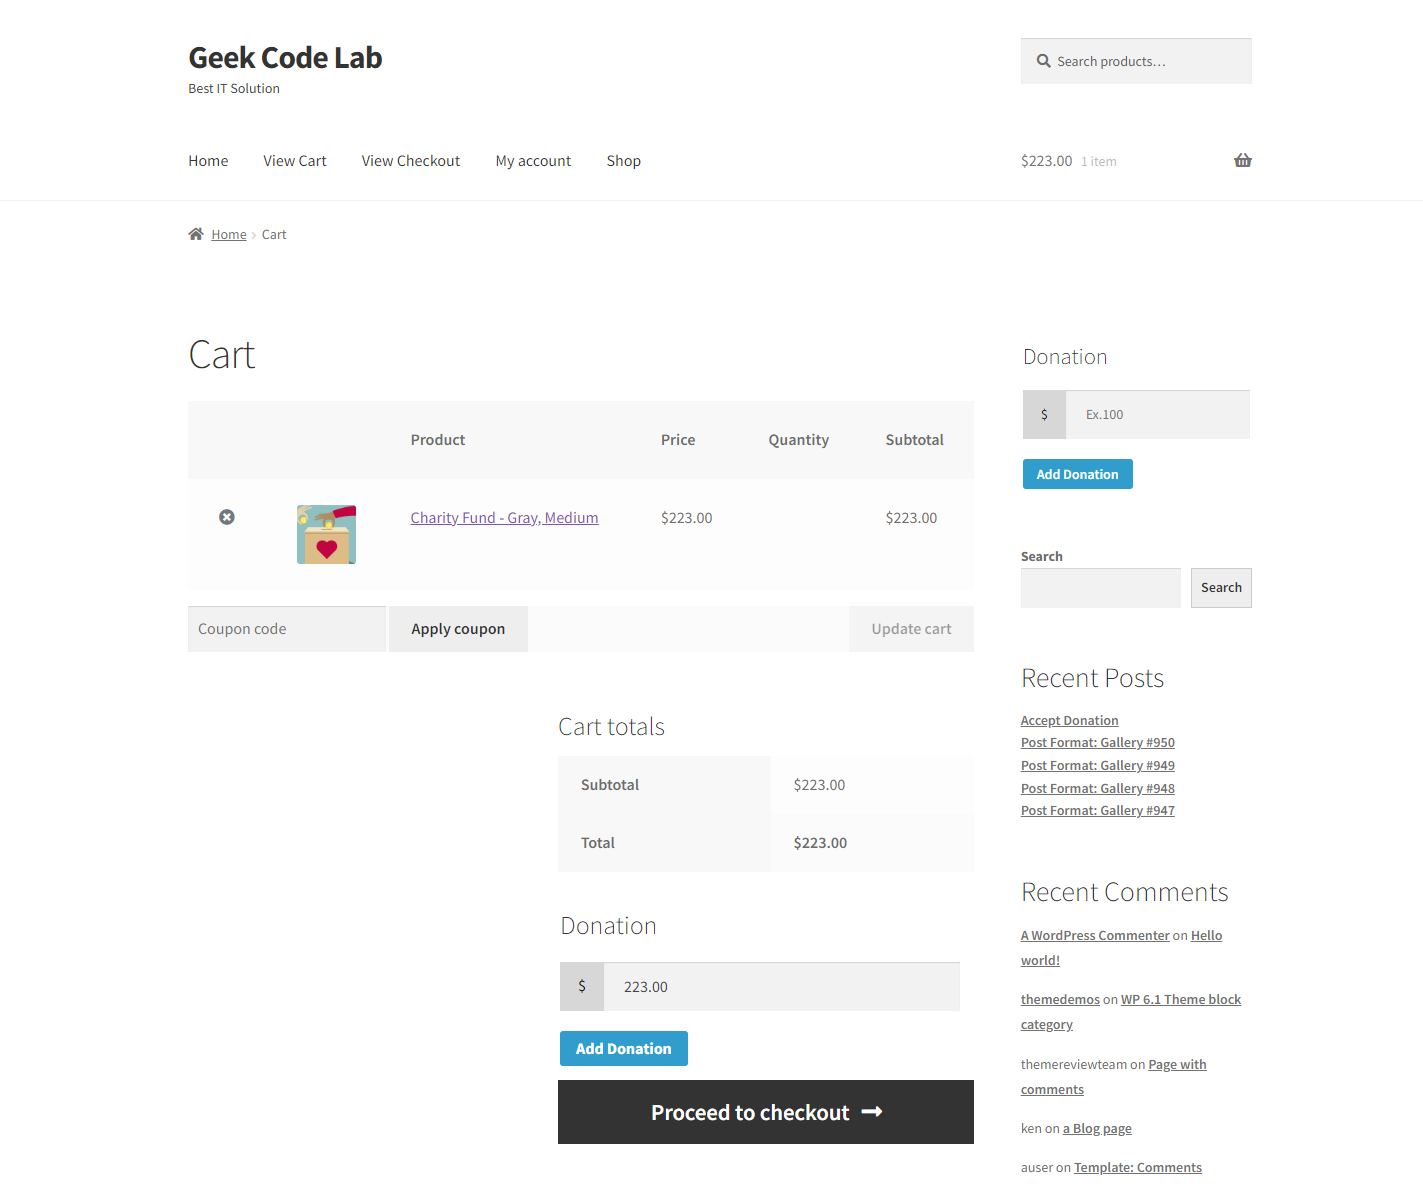 Geek Code Lab
Best IT Solution
Search products…
Home View Cart View Checkout My account Shop
$223.00 1 item
Home Cart
Cart
Product Price Quantity Subtotal
Charity Fund - Gray, Medium $223.00 $223.00
Coupon code Apply coupon Update cart
Cart totals
Subtotal $223.00
Total $223.00
Donation
$ 223.00
Add Donation
Proceed to checkout
Donation
$ Ex.100
Add Donation
Search
Search
Recent Posts
Accept Donation
Post Format: Gallery #950
Post Format: Gallery #949
Post Format: Gallery #948
Post Format: Gallery #947
Recent Comments
A WordPress Commenter on Hello
world!
themedemos on WP 6.1 Theme block
category
themereviewteam on Page with
comments
ken on a Blog page
auser on Template: Comments